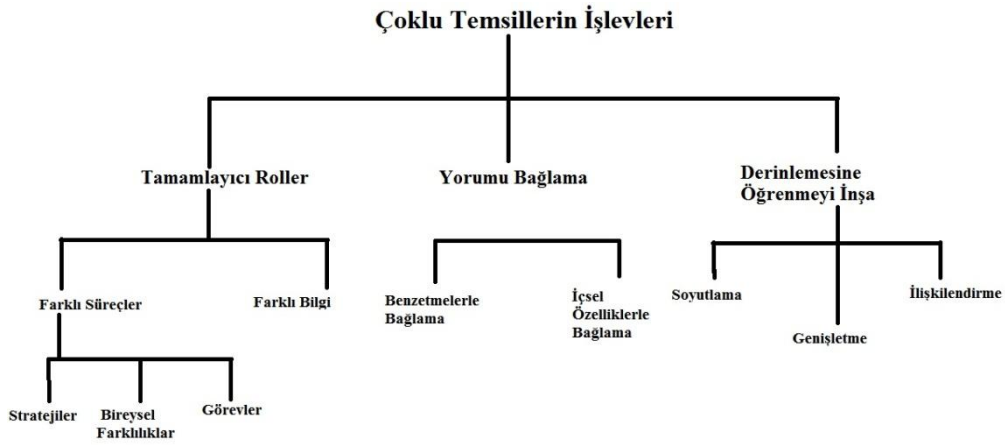 Çoklu Temsillerin İşlevleri
Tamamlayıcı Roller
Yorumu Bağlama
Derinlemesine
Öğrenmeyi İnşa
Farklı Süreçler
Farklı Bilgi
Benzetmelerle
Bağlama
İçsel
Özelliklerle
Bağlama
Soyutlama
Genişletme
İlişkilendirme
Stratejiler
Bireysel
Farklılıklar
Görevler